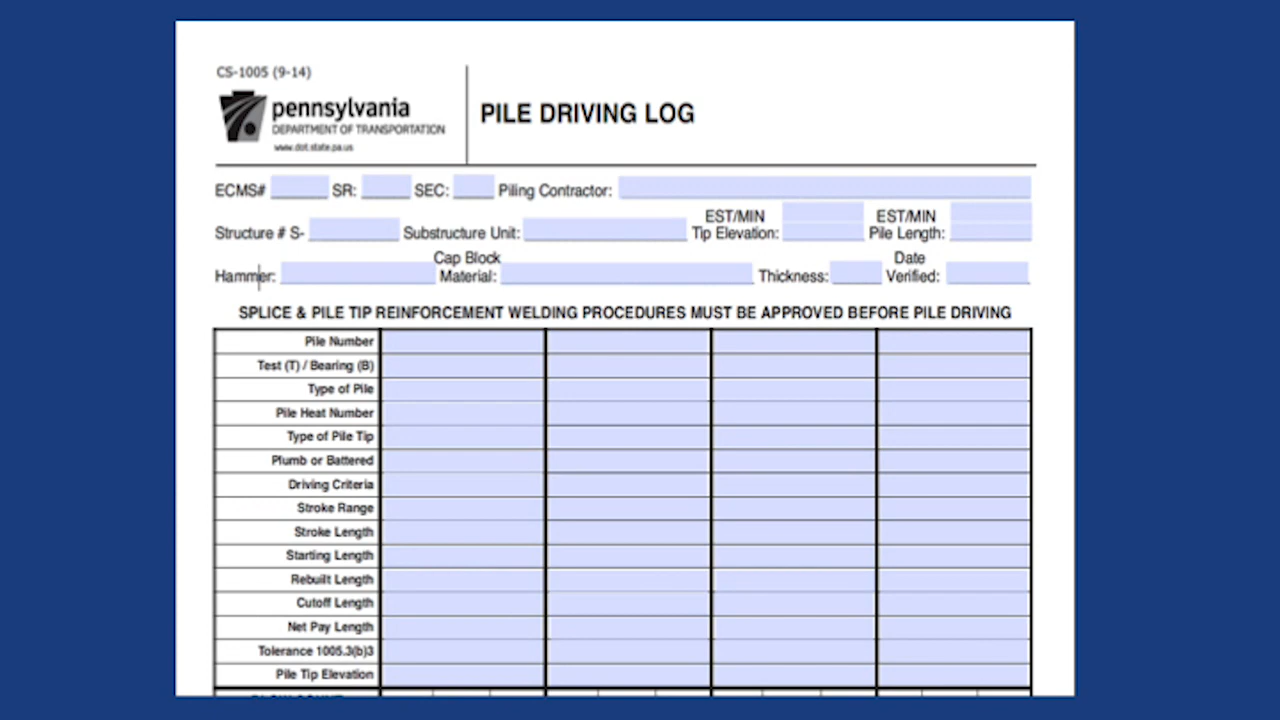 CS-1005 (9-14)
pennsylvania
DEPARTMENT OF TRANSPORTATION
www.dot.state.pa.us
PILE DRIVING LOG
ECMS# SR: SEC: Piling Contractor:
Structure # S- Substructure Unit: EST/MIN Tip Elevation: EST/MIN Pile Length:
Hammer: Cap Block Material: Thickness: Date Verified:
SPLICE & PILE TIP REINFORCEMENT WELDING PROCEDURES MUST BE APPROVED BEFORE PILE DRIVING
Pile Number
Test (T) / Bearing (B)
Type of Pile
Pile Heat Number
Type of Pile Tip
Plumb or Battered
Driving Criteria
Stroke Range
Stroke Length
Starting Length
Rebuilt Length
Cutoff Length
Net Pay Length
Tolerance 1005.3(b)3
Pile Tip Elevation